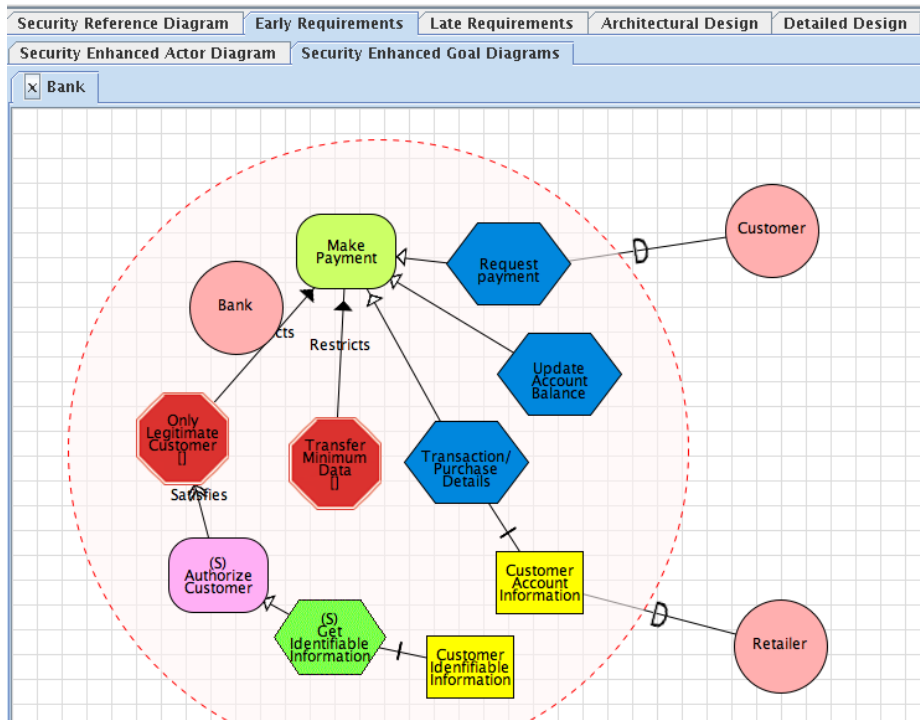 Security Reference Diagram
Early Requirements
Late Requirements
Architectural Design
Detailed Design
Security Enhanced Actor Diagram
Security Enhanced Goal Diagrams
x Bank
Make
Payment
Request
payment
Customer
Bank
cts
Restricts
Update
Account
Balance
Only
Legitimate
Customer
[]
Transfer
Minimum
Data
[]
Transaction/
Purchase
Details
Satisfies
(S)
Authorize
Customer
Customer
Account
Information
(S)
Get
Identifiable
Information
Customer
Idenfifiable
Information
Retailer